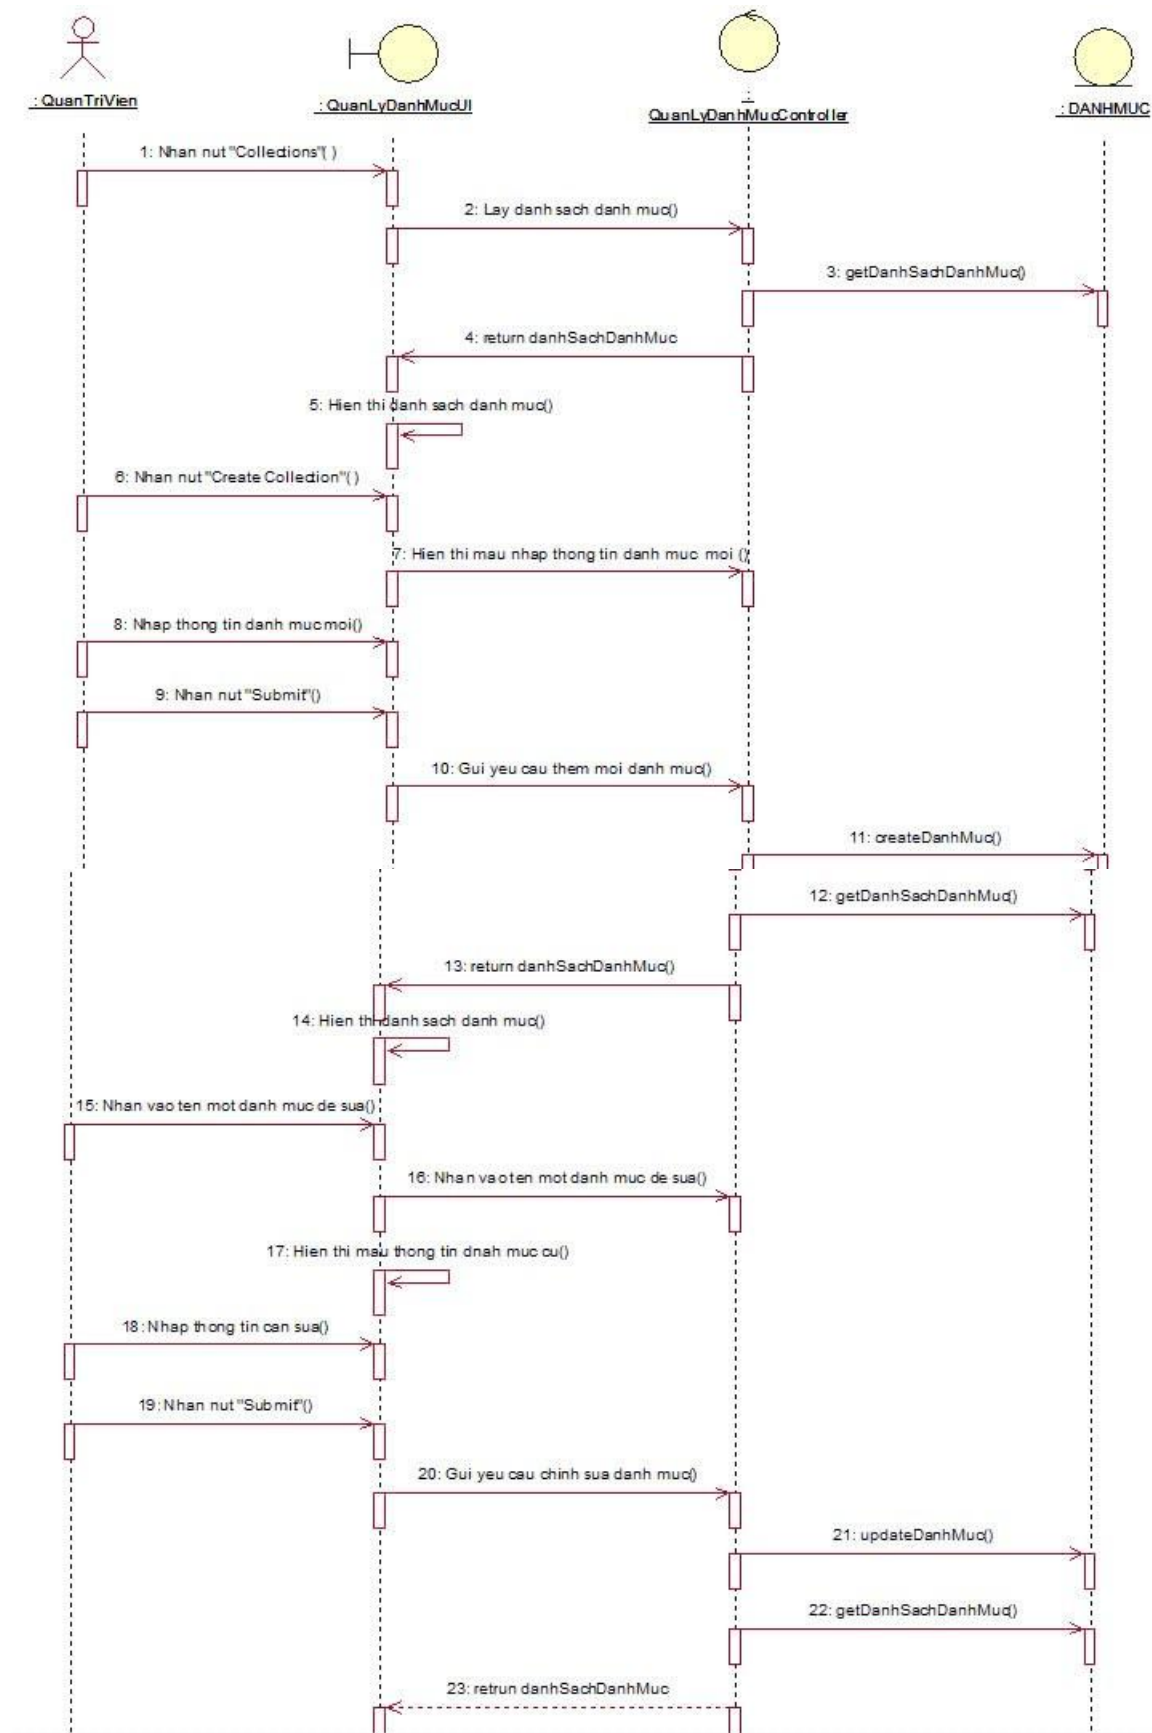 : QuanTriVien
: QuanLyDanhMucUI
:
QuanLyDanhMucController
: DANHMUC
1: Nhan nut "Collections"( )
2: Lay danh sach danh muc()
3: getDanhSachDanhMuc()
4: return danhSachDanhMuc
5: Hien thi danh sach danh muc()
6: Nhan nut "Create Collection"( )
7: Hien thi mau nhap thong tin danh muc moi ()
8: Nhap thong tin danh muc moi()
9: Nhan nut "Submit"()
10: Gui yeu cau them moi danh muc()
11: createDanhMuc()
12: getDanhSachDanhMuc()
13: return danhSachDanhMuc()
14: Hien thi danh sach danh muc()
15: Nhan vao ten mot danh muc de sua()
16: Nhan vao ten mot danh muc de sua()
17: Hien thi mau thong tin dnah muc cu()
18: Nhap thong tin can sua()
19: Nhan nut "Submit"()
20: Gui yeu cau chinh sua danh muc()
21: updateDanhMuc()
22: getDanhSachDanhMuc()
23: retrun danhSachDanhMuc